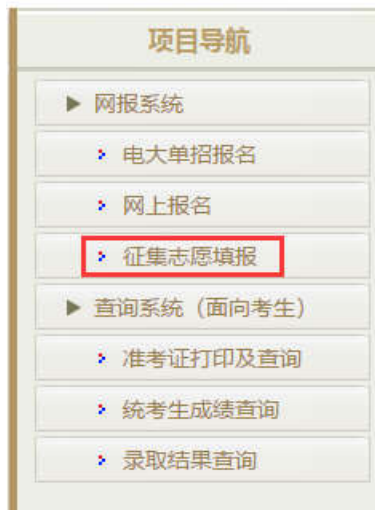 项目导航
网报系统
电大单招报名
网上报名
征集志愿填报
查询系统（面向考生）
准考证打印及查询
统考生成绩查询
录取结果查询